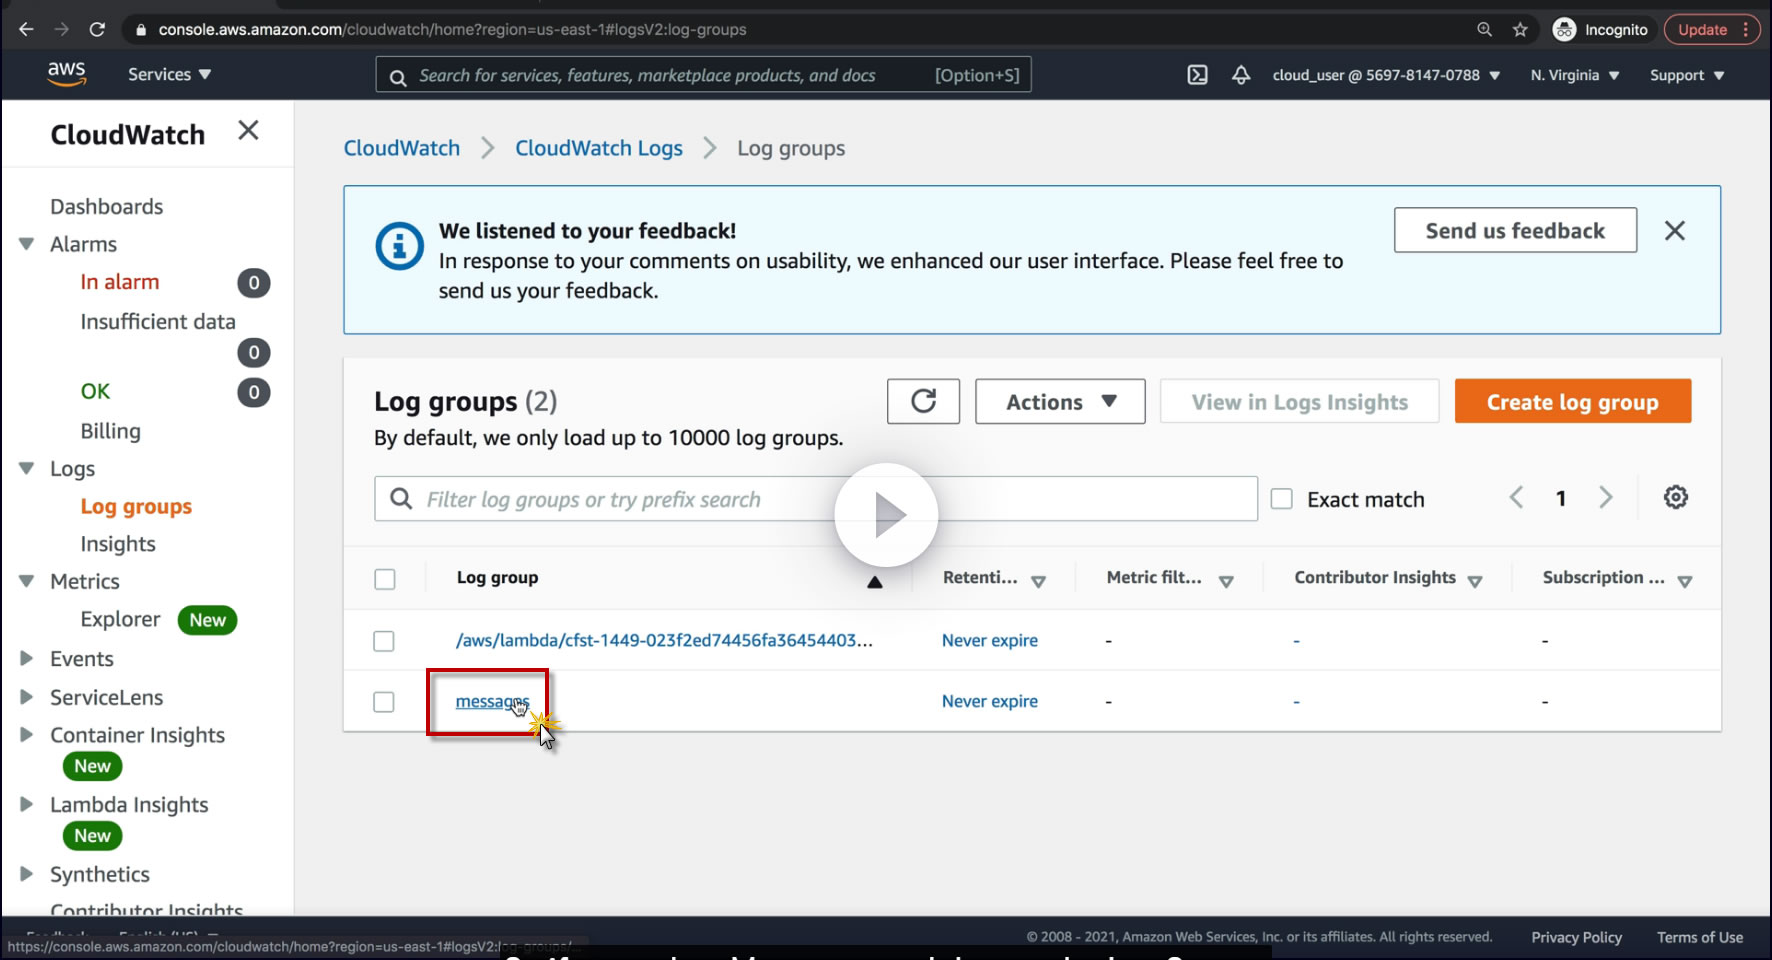 console.aws.amazon.com/cloudwatch/home?region=us-east-1#logsV2:log-groups
Incognito
Update
aws
Services
Search for services, features, marketplace products, and docs
[Option+S]
cloud_user @ 5697-8147-0788
N. Virginia
Support
CloudWatch
Dashboards
Alarms
In alarm
0
Insufficient data
0
OK
0
Billing
Logs
Log groups
Insights
Metrics
Explorer
New
Events
ServiceLens
Container Insights
New
Lambda Insights
New
Synthetics
Contributor Insights
CloudWatch
CloudWatch Logs
Log groups
We listened to your feedback!
In response to your comments on usability, we enhanced our user interface. Please feel free to
send us your feedback.
Send us feedback
Log groups (2)
By default, we only load up to 10000 log groups.
Actions
View in Logs Insights
Create log group
Filter log groups or try prefix search
Exact match
1
Log group
Retenti...
Metric filt...
Contributor Insights
Subscription ...
/aws/lambda/cfst-1449-023f2ed74456fa36454403...
Never expire
-
-
-
messages
Never expire
-
-
-
English (US)
https://console.aws.amazon.com/cloudwatch/home?region=us-east-1#logsV2:log-groups/...
© 2008 - 2021, Amazon Web Services, Inc. or its affiliates. All rights reserved.
Privacy Policy
Terms of Use